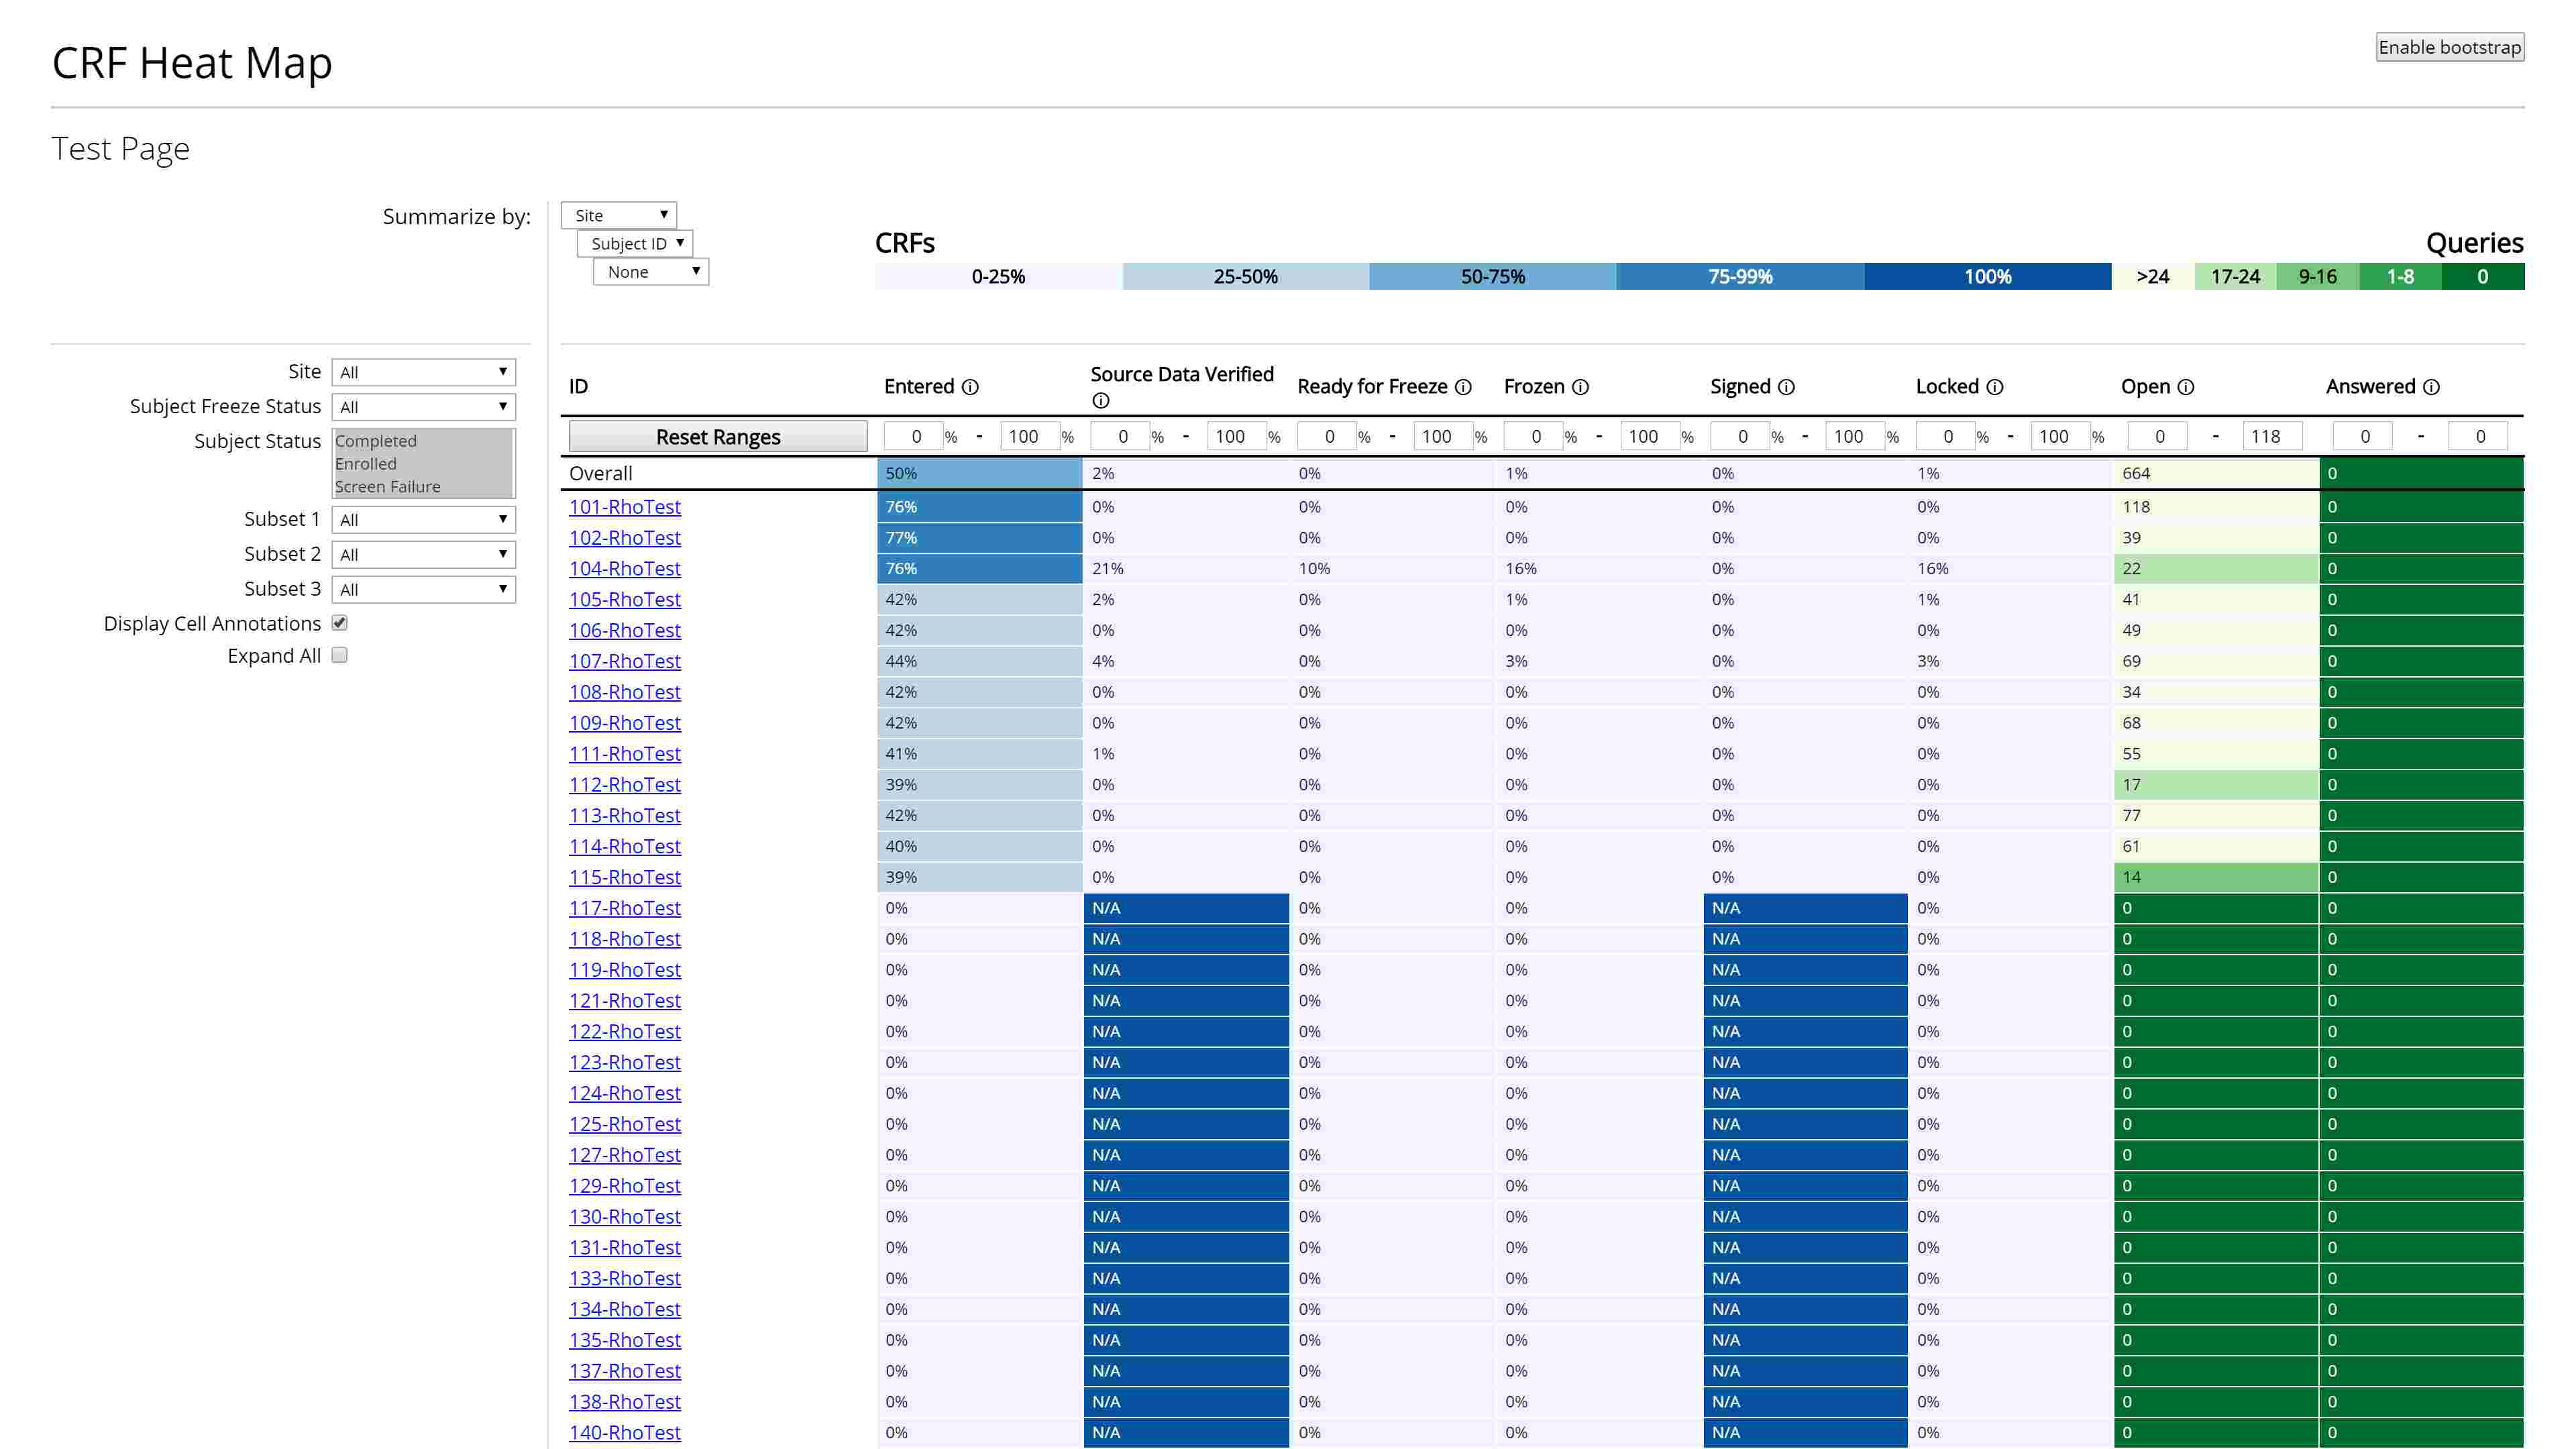 CRF Heat Map
Enable bootstrap
Test Page
Summarize by:
Site
Subject ID
None
CRFs
Queries
0-25% 25-50% 50-75% 75-99% 100% >24 17-24 9-16 1-8 0
Site All
Subject Freeze Status All
Subject Status Completed
Enrolled
Screen Failure
Subset 1 All
Subset 2 All
Subset 3 All
Display Cell Annotations
Expand All
ID Entered Source Data Verified Ready for Freeze Frozen Signed Locked Open Answered
Reset Ranges 0 % - 100 % 0 % - 100 % 0 % - 100 % 0 % - 100 % 0 % - 100 % 0 % - 100 % 0 - 118 0 - 0
Overall 50% 2% 0% 1% 0% 1% 664 0
101-RhoTest 76% 0% 0% 0% 0% 0% 118 0
102-RhoTest 77% 0% 0% 0% 0% 0% 39 0
104-RhoTest 76% 21% 10% 16% 0% 16% 22 0
105-RhoTest 42% 2% 0% 1% 0% 1% 41 0
106-RhoTest 42% 0% 0% 0% 0% 0% 49 0
107-RhoTest 44% 4% 0% 3% 0% 3% 69 0
108-RhoTest 42% 0% 0% 0% 0% 0% 34 0
109-RhoTest 42% 0% 0% 0% 0% 0% 68 0
111-RhoTest 41% 1% 0% 0% 0% 0% 55 0
112-RhoTest 39% 0% 0% 0% 0% 0% 17 0
113-RhoTest 42% 0% 0% 0% 0% 0% 77 0
114-RhoTest 40% 0% 0% 0% 0% 0% 61 0
115-RhoTest 39% 0% 0% 0% 0% 0% 14 0
117-RhoTest 0% N/A 0% 0% N/A 0% 0 0
118-RhoTest 0% N/A 0% 0% N/A 0% 0 0
119-RhoTest 0% N/A 0% 0% N/A 0% 0 0
121-RhoTest 0% N/A 0% 0% N/A 0% 0 0
122-RhoTest 0% N/A 0% 0% N/A 0% 0 0
123-RhoTest 0% N/A 0% 0% N/A 0% 0 0
124-RhoTest 0% N/A 0% 0% N/A 0% 0 0
125-RhoTest 0% N/A 0% 0% N/A 0% 0 0
127-RhoTest 0% N/A 0% 0% N/A 0% 0 0
129-RhoTest 0% N/A 0% 0% N/A 0% 0 0
130-RhoTest 0% N/A 0% 0% N/A 0% 0 0
131-RhoTest 0% N/A 0% 0% N/A 0% 0 0
133-RhoTest 0% N/A 0% 0% N/A 0% 0 0
134-RhoTest 0% N/A 0% 0% N/A 0% 0 0
135-RhoTest 0% N/A 0% 0% N/A 0% 0 0
137-RhoTest 0% N/A 0% 0% N/A 0% 0 0
138-RhoTest 0% N/A 0% 0% N/A 0% 0 0
140-RhoTest 0% N/A 0% 0% N/A 0% 0 0